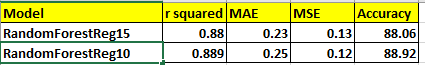 Model r squared MAE MSE Accuracy
RandomForestReg15 0.88 0.23 0.13 88.06
RandomForestReg10 0.889 0.25 0.12 88.92